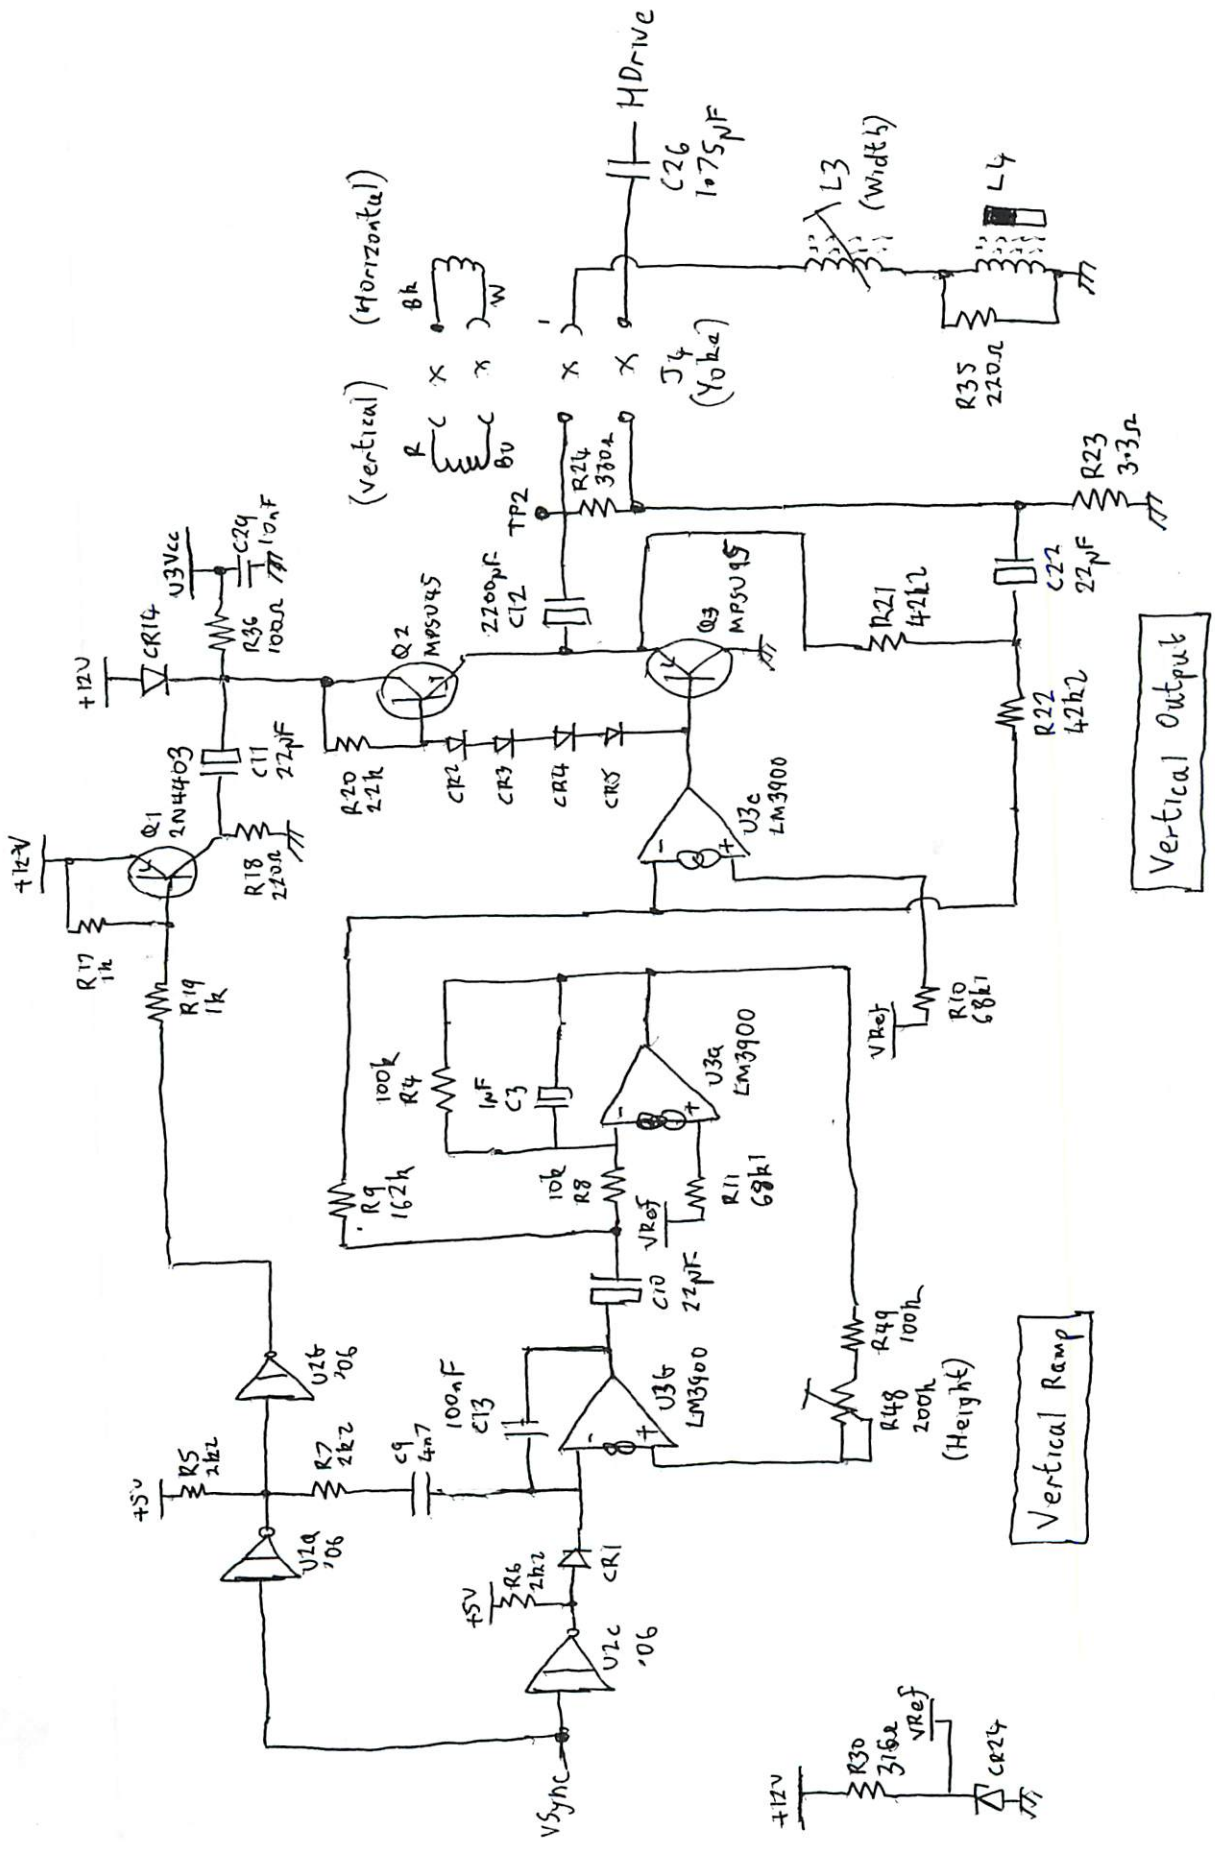 +12V
R17
1k
Q1
2N4403
R19
1k
R18
220Ω
C11
22µF
+12V
CR14
U3Vcc
R36
100Ω
C29
10nF
R20
22k
Q2
MPSU45
CR2
CR3
CR4
CR5
2200µF
C12
TP2
R24
330Ω
(Vertical)
(Horizontal)
R
Bu
Bk
W
X
X
X
X
1
J4
(Yoke)
C26
1.75µF
HDrive
L3
(Width)
L4
R35
220Ω
R23
3.3Ω
C22
22µF
R21
42k2
R22
42k2
Q3
MPSU95
U3c
LM3900
-
+
VRef
R10
68k1
Vertical Output
+5V
R5
2k2
U2a
'06
U2b
'06
R7
2k2
C9
4n7
100nF
C13
VSync
U2c
'06
+5V
R6
2k2
CR1
U3b
LM3900
-
+
C10
22µF
R9
162k
10k
R8
VRef
R11
68k1
100k
R4
1µF
C3
U3a
LM3900
-
+
R49
100k
R48
200k
(Height)
Vertical Ramp
+12V
R30
316Ω
VRef
CR24